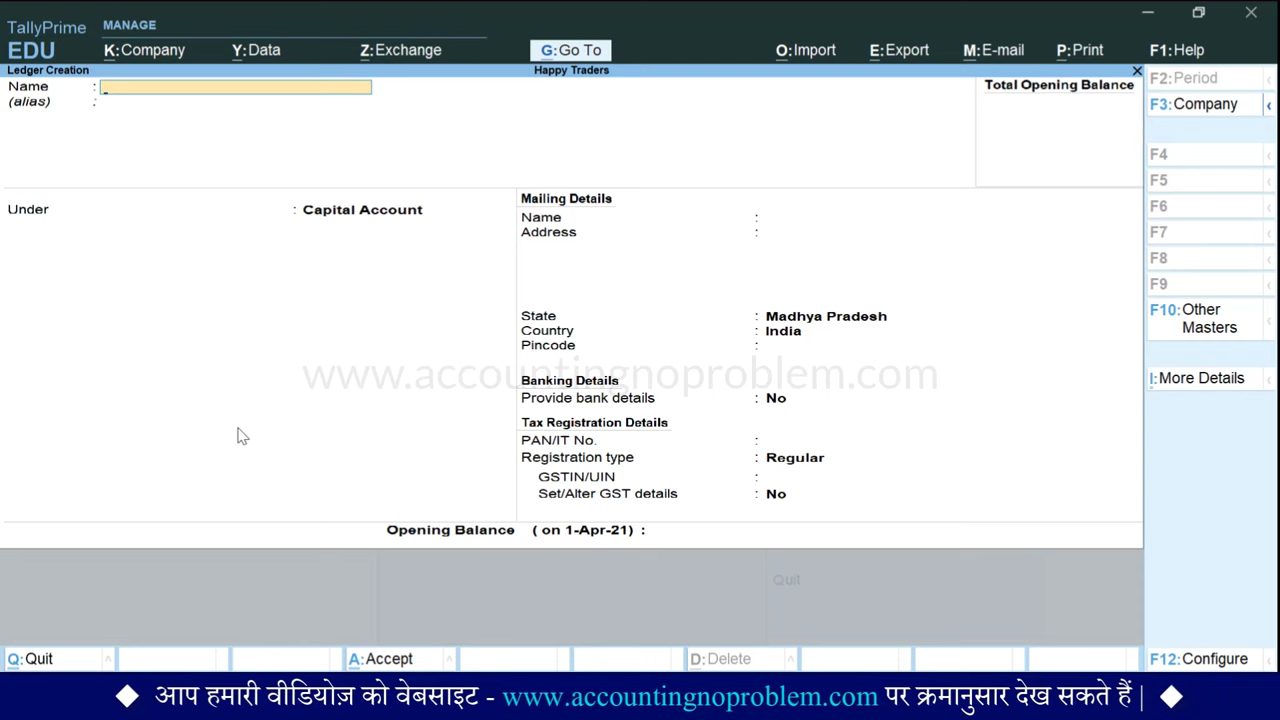 TallyPrime MANAGE
EDU K:Company Y:Data Z:Exchange G:Go To O:Import E:Export M:E-mail P:Print F1:Help
Ledger Creation Happy Traders
Name :
(alias) :
Total Opening Balance
F2:Period
F3:Company
F4
F5
F6
F7
F8
F9
F10:Other
Masters
I:More Details
Under : Capital Account
Mailing Details
Name :
Address :
State : Madhya Pradesh
Country : India
Pincode :
www.accountingnoproblem.com
Banking Details
Provide bank details : No
Tax Registration Details
PAN/IT No. :
Registration type : Regular
GSTIN/UIN :
Set/Alter GST details : No
Opening Balance ( on 1-Apr-21) :
Quit
Q:Quit A:Accept D:Delete F12:Configure
आप हमारी वीडियोज़ को वेबसाइट - www.accountingnoproblem.com पर क्रमानुसार देख सकते हैं |